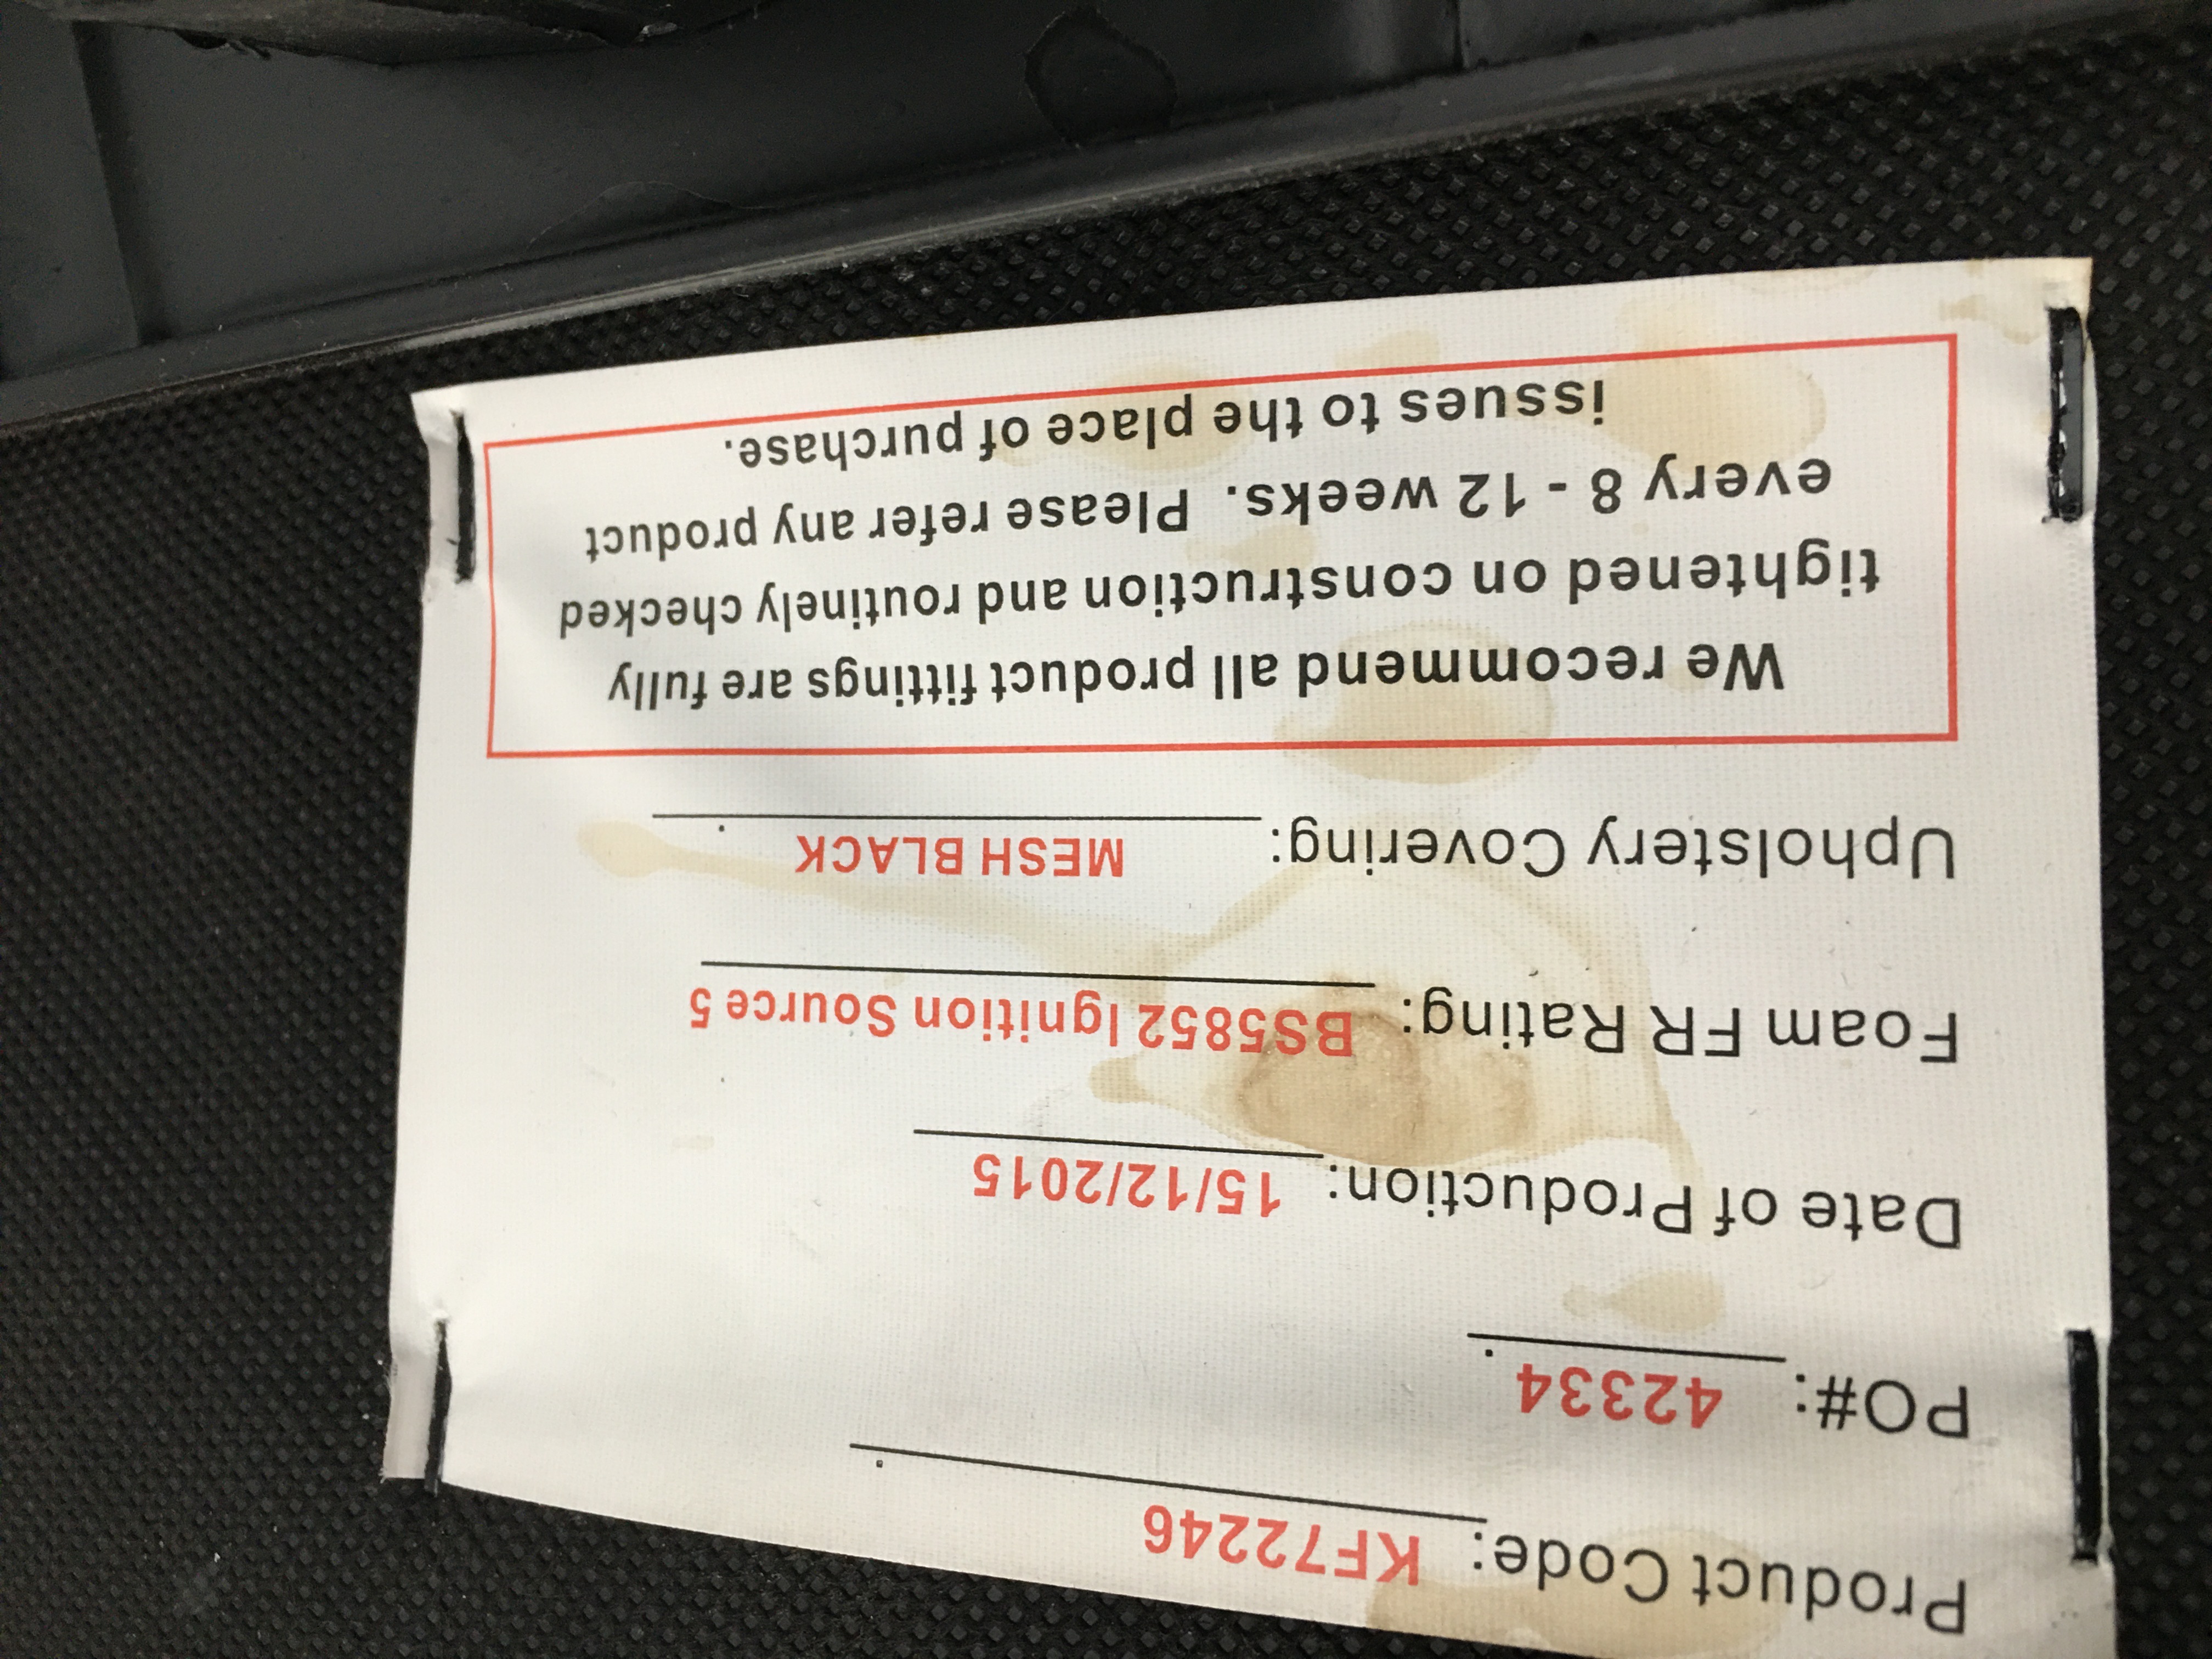 Product Code: KF72246
PO#: 42334
Date of Production: 15/12/2015
Foam FR Rating: BS5852 Ignition Source 5
Upholstery Covering: MESH BLACK
We recommend all product fittings are fully
tightened on construction and routinely checked
every 8 - 12 weeks. Please refer any product
issues to the place of purchase.